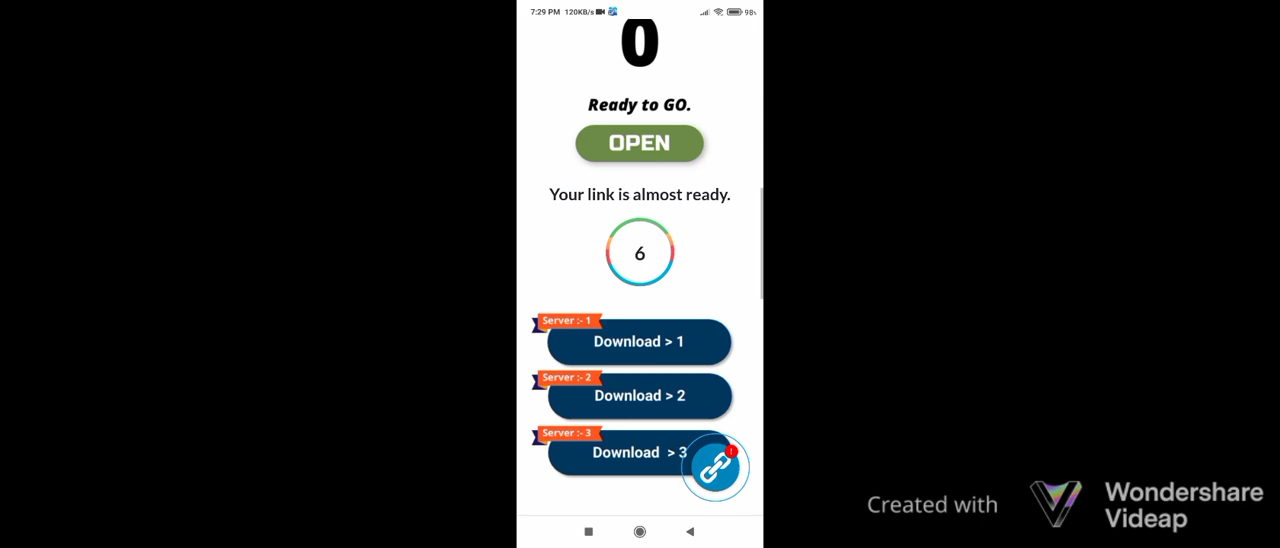 7:29 PM 120KB/s 98%
0
Ready to GO.
OPEN
Your link is almost ready.
6
Server :- 1
Download > 1
Server :- 2
Download > 2
Server :- 3
Download > 3
!
Created with
Wondershare
Videap